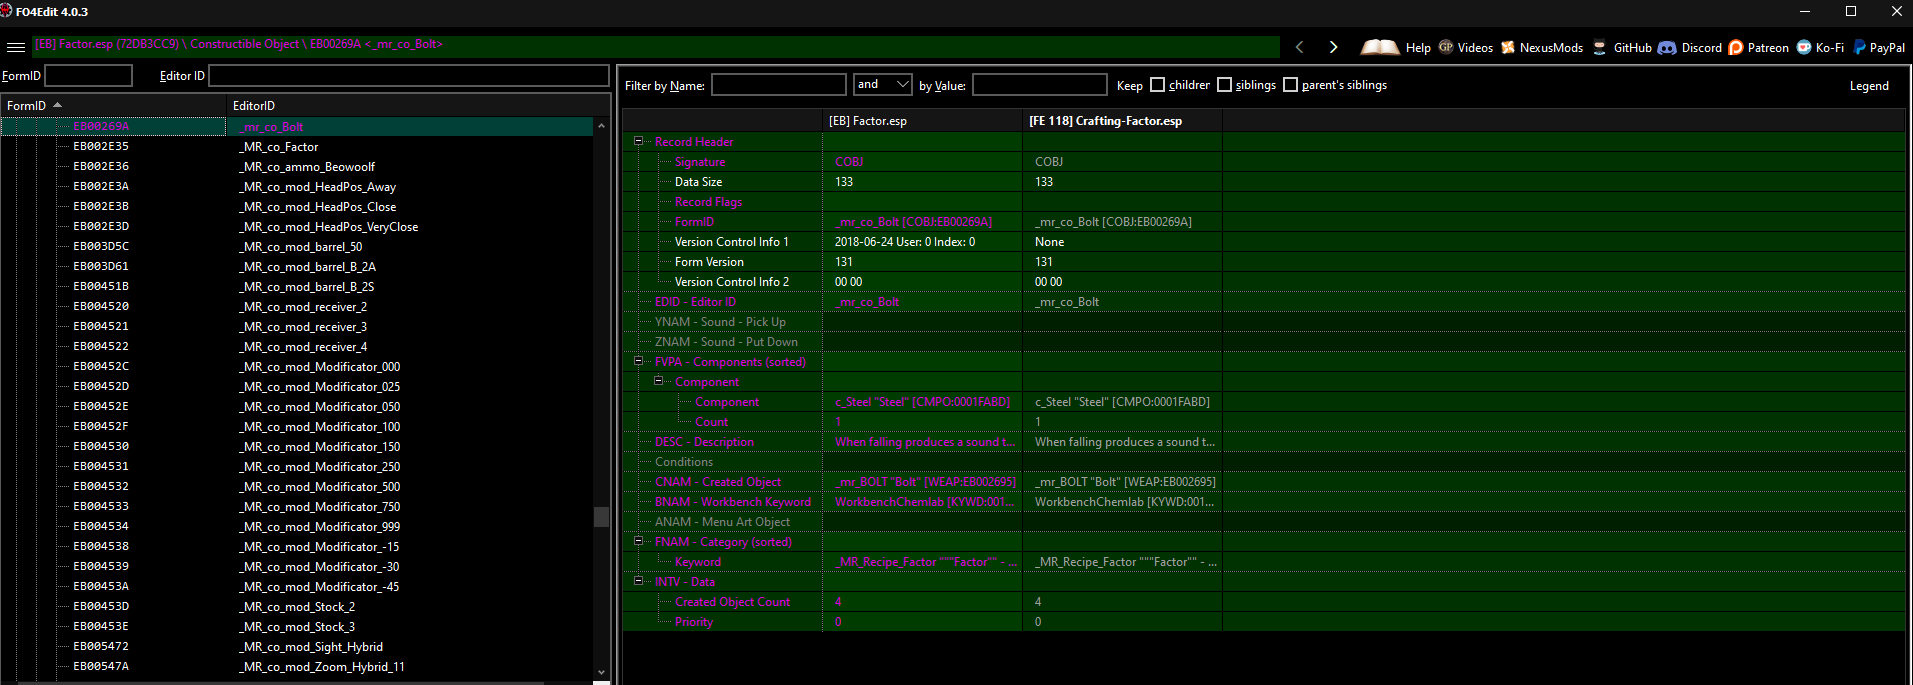 FO4Edit 4.0.3
[EB] Factor.esp (72DB3CC9) \ Constructible Object \ EB00269A <_mr_co_Bolt>
Help GP Videos NexusMods GitHub Discord Patreon Ko-Fi PayPal
FormID Editor ID
Filter by Name: and by Value: Keep children siblings parent's siblings Legend
FormID EditorID
EB00269A _mr_co_Bolt
EB002E35 _MR_co_Factor
EB002E36 _MR_co_ammo_Beowoolf
EB002E3A _MR_co_mod_HeadPos_Away
EB002E3B _MR_co_mod_HeadPos_Close
EB002E3D _MR_co_mod_HeadPos_VeryClose
EB003D5C _MR_co_mod_barrel_50
EB003D61 _MR_co_mod_barrel_B_2A
EB00451B _MR_co_mod_barrel_B_2S
EB004520 _MR_co_mod_receiver_2
EB004521 _MR_co_mod_receiver_3
EB004522 _MR_co_mod_receiver_4
EB00452C _MR_co_mod_Modificator_000
EB00452D _MR_co_mod_Modificator_025
EB00452E _MR_co_mod_Modificator_050
EB00452F _MR_co_mod_Modificator_100
EB004530 _MR_co_mod_Modificator_150
EB004531 _MR_co_mod_Modificator_250
EB004532 _MR_co_mod_Modificator_500
EB004533 _MR_co_mod_Modificator_750
EB004534 _MR_co_mod_Modificator_999
EB004538 _MR_co_mod_Modificator_-15
EB004539 _MR_co_mod_Modificator_-30
EB00453A _MR_co_mod_Modificator_-45
EB00453D _MR_co_mod_Stock_2
EB00453E _MR_co_mod_Stock_3
EB005472 _MR_co_mod_Sight_Hybrid
EB00547A _MR_co_mod_Zoom_Hybrid_11
[EB] Factor.esp [FE 118] Crafting-Factor.esp
Record Header
Signature COBJ COBJ
Data Size 133 133
Record Flags
FormID _mr_co_Bolt [COBJ:EB00269A] _mr_co_Bolt [COBJ:EB00269A]
Version Control Info 1 2018-06-24 User: 0 Index: 0 None
Form Version 131 131
Version Control Info 2 00 00 00 00
EDID - Editor ID _mr_co_Bolt _mr_co_Bolt
YNAM - Sound - Pick Up
ZNAM - Sound - Put Down
FVPA - Components (sorted)
Component
Component c_Steel "Steel" [CMPO:0001FABD] c_Steel "Steel" [CMPO:0001FABD]
Count 1 1
DESC - Description When falling produces a sound t... When falling produces a sound t...
Conditions
CNAM - Created Object _mr_BOLT "Bolt" [WEAP:EB002695] _mr_BOLT "Bolt" [WEAP:EB002695]
BNAM - Workbench Keyword WorkbenchChemlab [KYWD:001... WorkbenchChemlab [KYWD:001...
ANAM - Menu Art Object
FNAM - Category (sorted)
Keyword _MR_Recipe_Factor """Factor"" - ... _MR_Recipe_Factor """Factor"" - ...
INTV - Data
Created Object Count 4 4
Priority 0 0